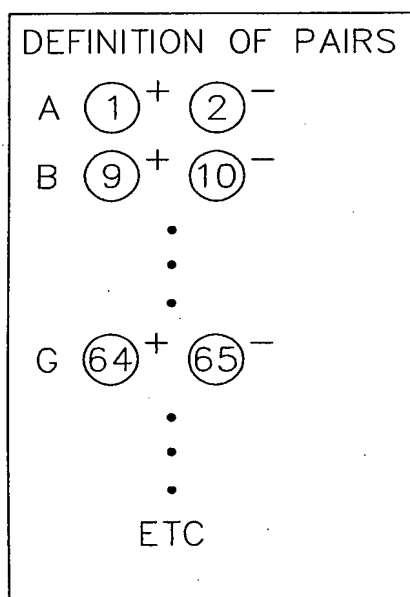 DEFINITION OF PAIRS
A 1 + 2 −
B 9 + 10 −
G 64 + 65 −
ETC